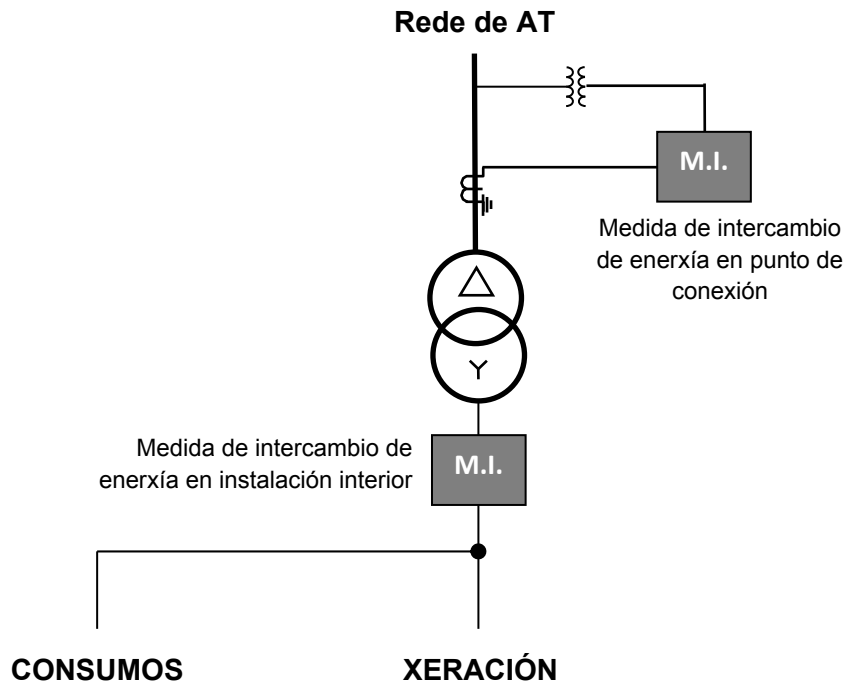 Rede de AT
M.I.
Medida de intercambio
de enerxía en punto de
conexión
Medida de intercambio de
enerxía en instalación interior
M.I.
CONSUMOS
XERACIÓN